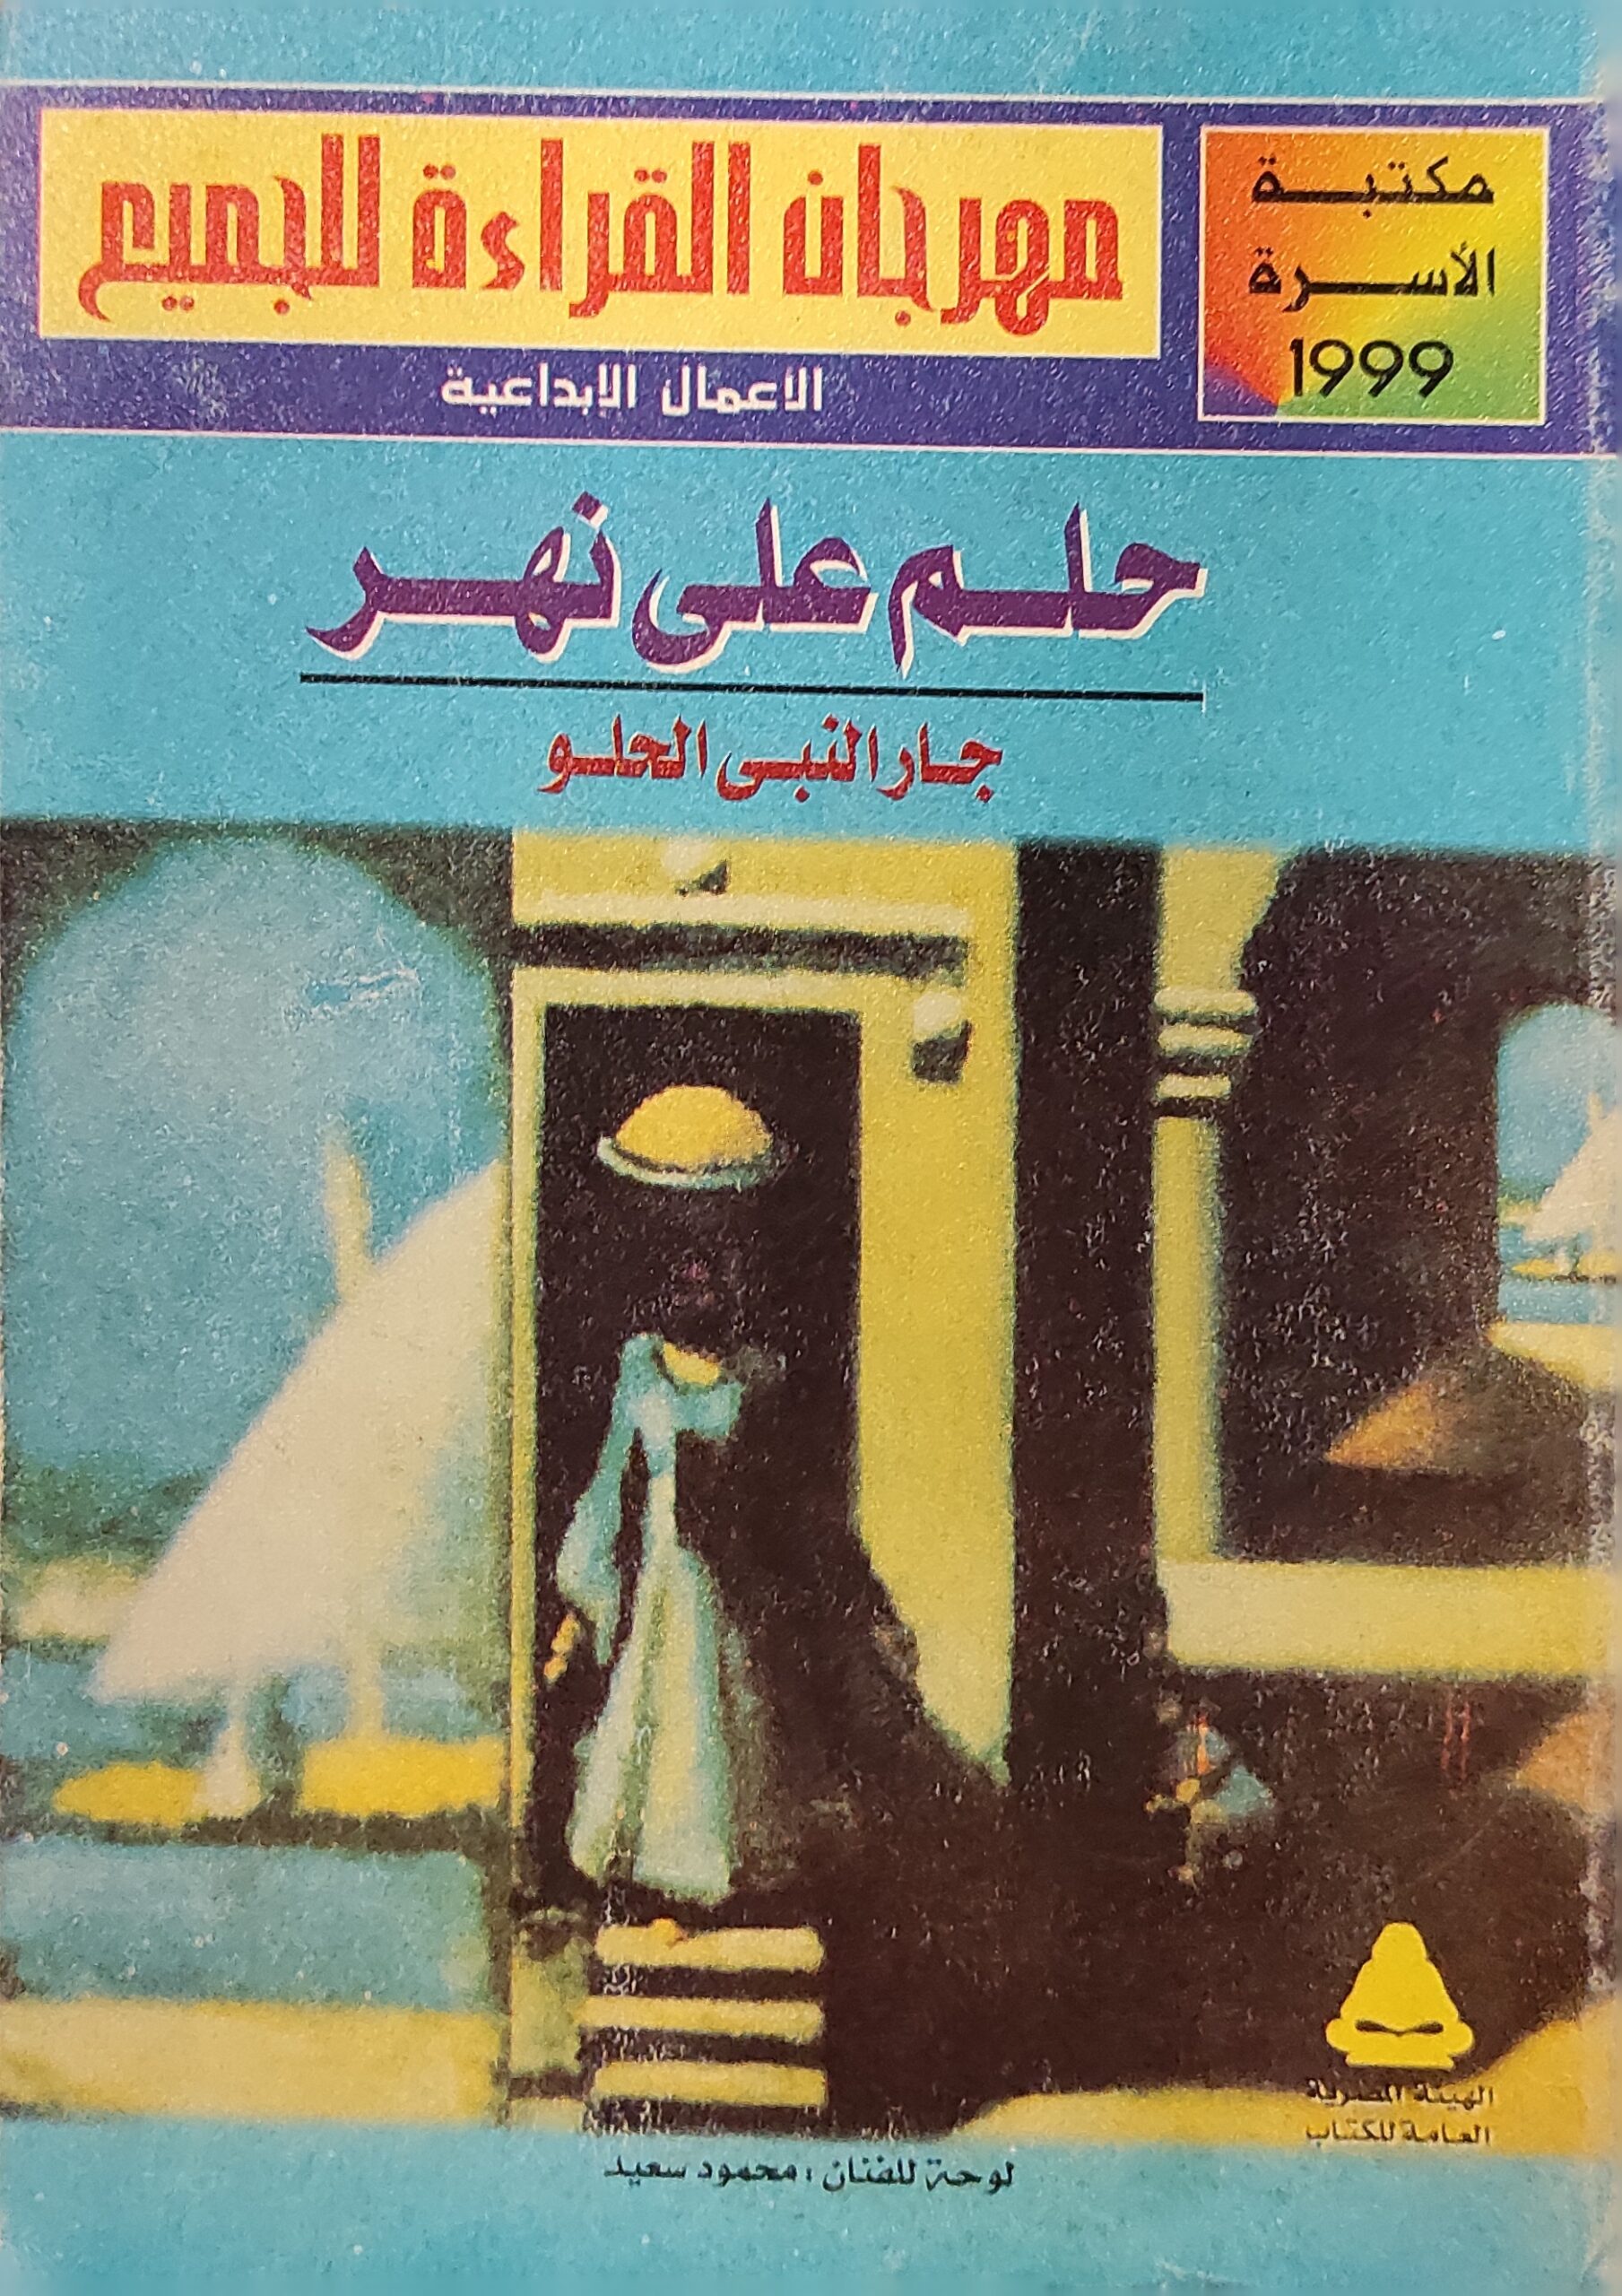 مكتبة
الأسرة
1999
مهرجان القراءة للجميع
الاعمال الإبداعية
حلم على نهر
جار النبى الحلو
الهيئة المصرية
العامة للكتاب
لوحة للفنان : محمود سعيد